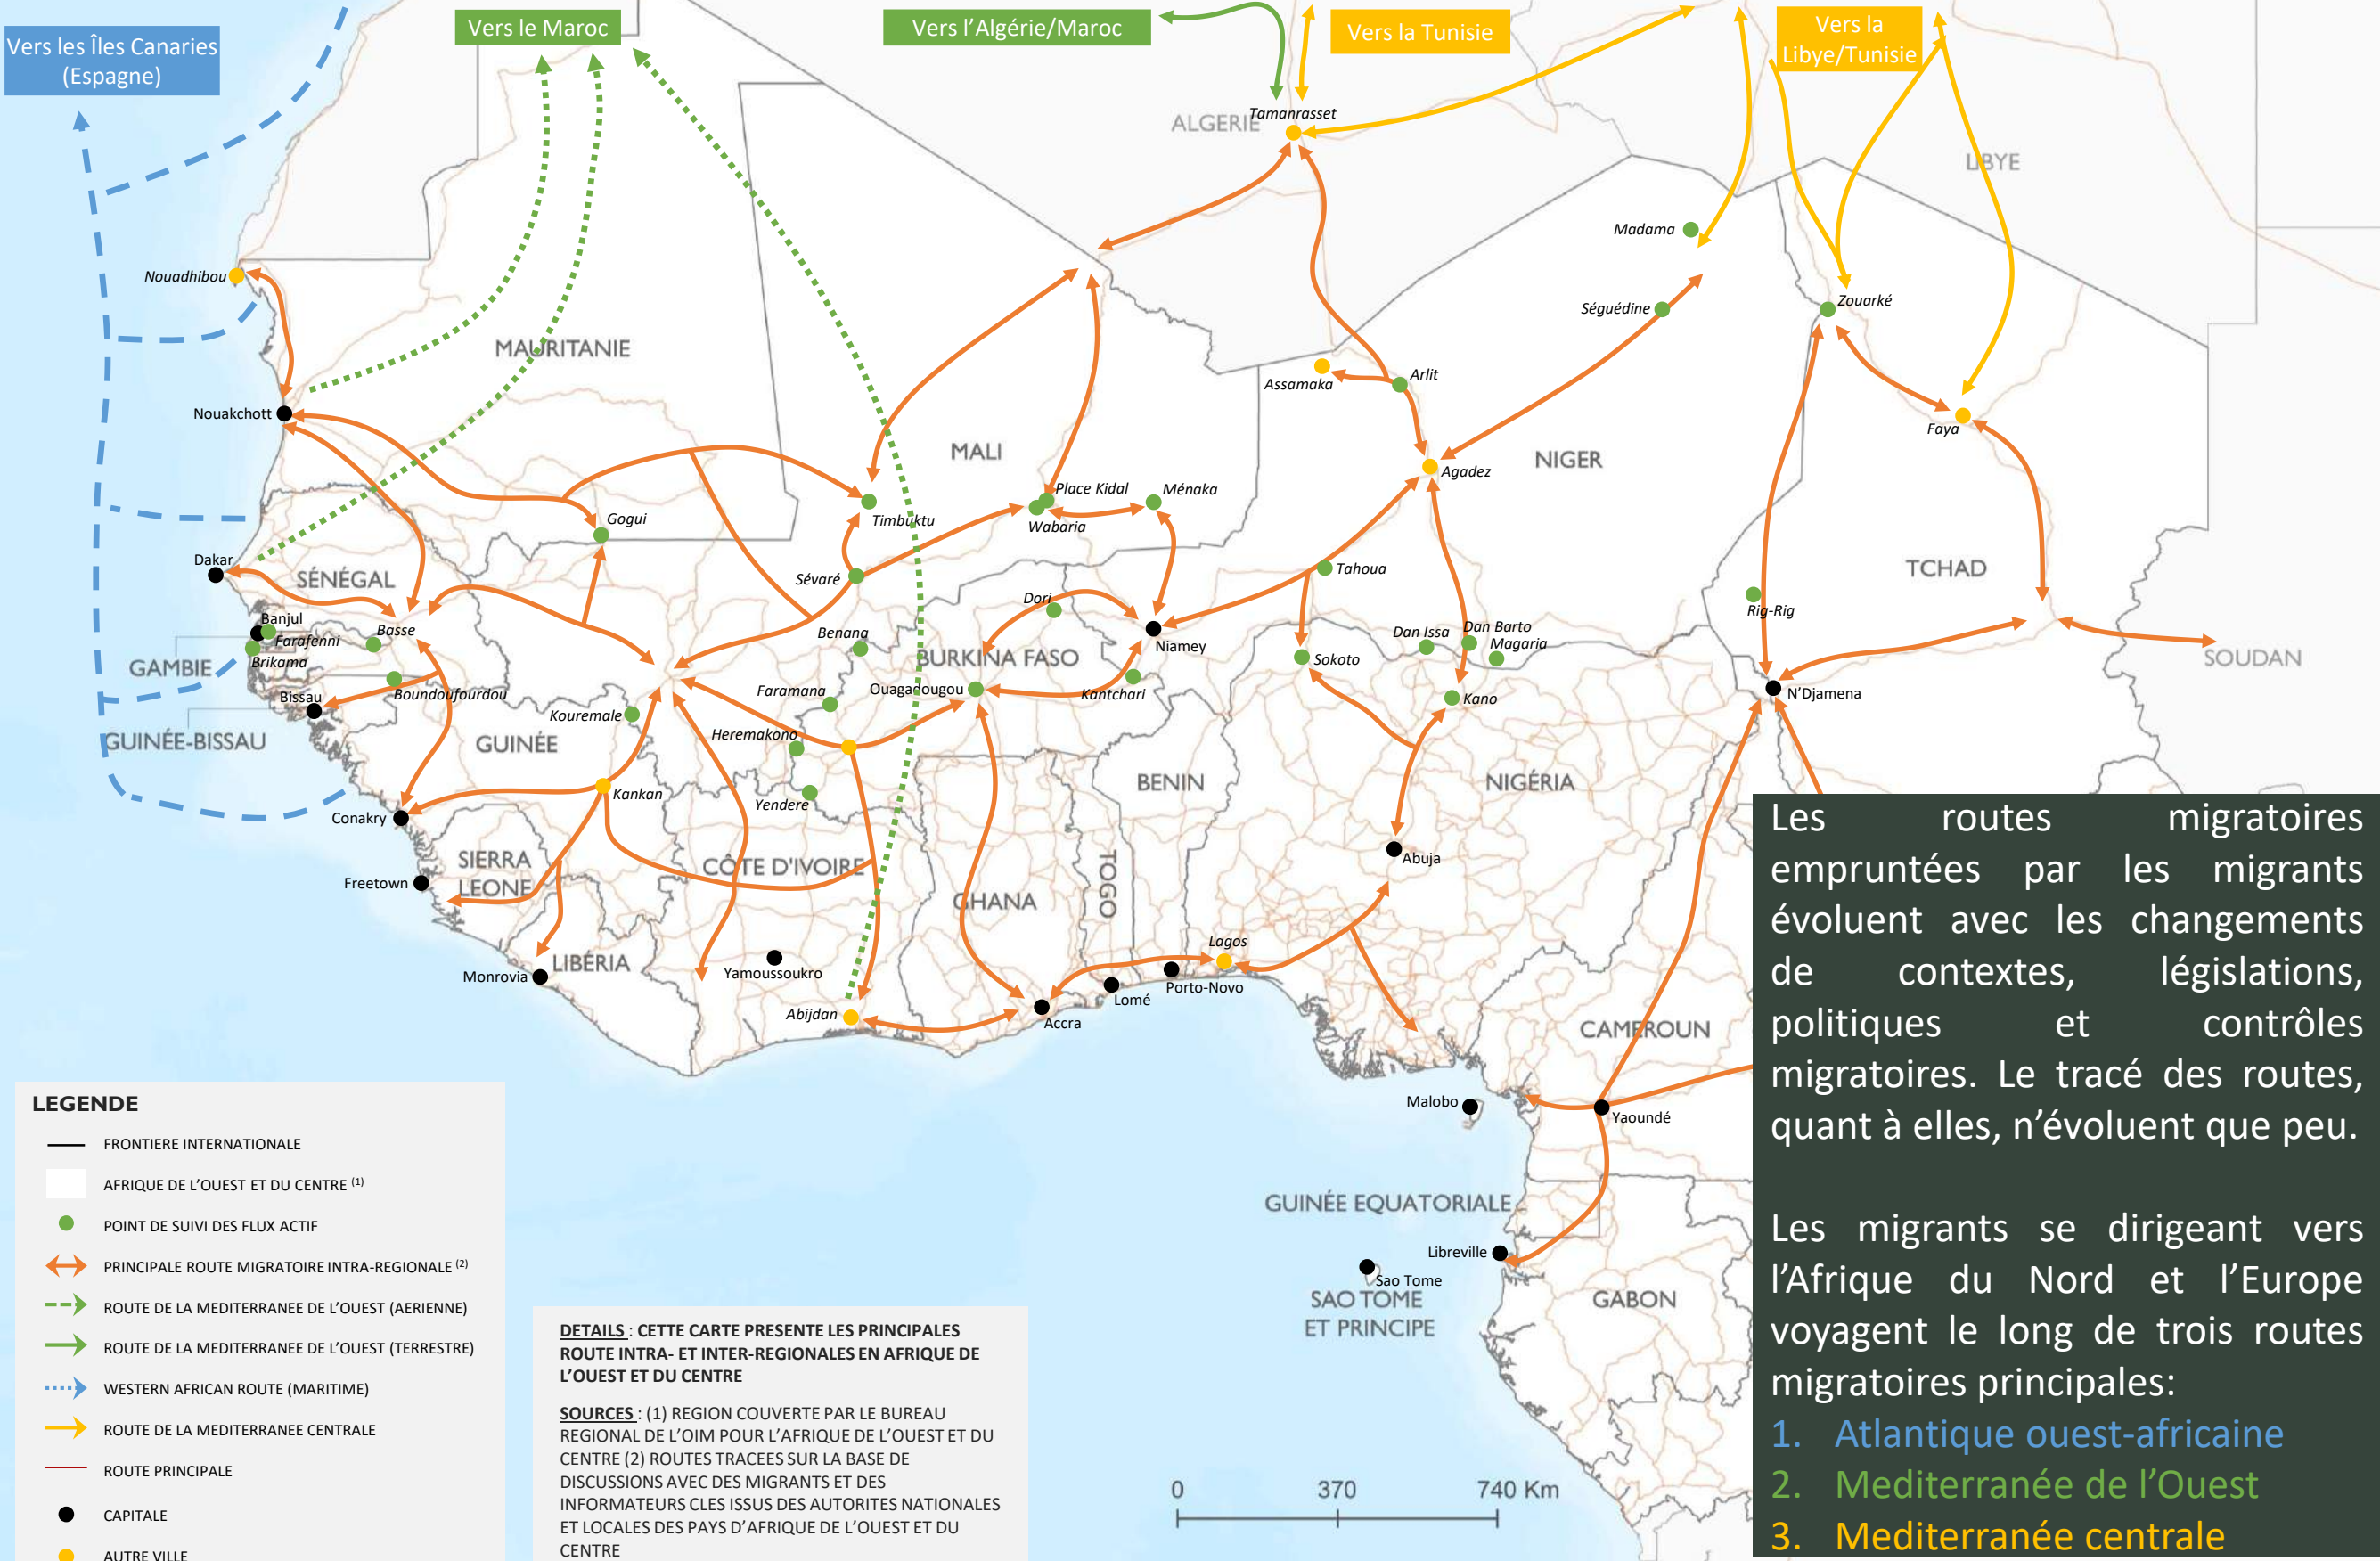 Vers les Îles Canaries
(Espagne)
Vers le Maroc
Vers l'Algérie/Maroc
Vers la Tunisie
Vers la
Libye/Tunisie
Tamanrasset
ALGERIE
LIBYE
Madama
Nouadhibou
Séguédine
Zouarké
MAURITANIE
Assamaka
Arlit
Nouakchott
Faya
MALI
NIGER
Agadez
Place Kidal
Ménaka
Gogui
Timbuktu
Wabaria
Dakar
SÉNÉGAL
Sévaré
Tahoua
TCHAD
Dori
Rig-Rig
Banjul
Farafenni
Basse
Benana
Niamey
Dan Issa
Dan Barto
Magaria
GAMBIE
Brikama
BURKINA FASO
Sokoto
SOUDAN
Bissau
Boundoufourdou
Faramana
Ouagadougou
Kantchari
Kano
N'Djamena
Kouremale
GUINÉE-BISSAU
GUINÉE
Heremakono
BENIN
NIGÉRIA
Kankan
Yendere
Conakry
SIERRA
LEONE
CÔTE D'IVOIRE
TOGO
Abuja
Freetown
GHANA
Lagos
LIBÉRIA
Yamoussoukro
Monrovia
Porto-Novo
Lomé
Abijdan
Accra
CAMEROUN
Malobo
Yaoundé
GUINÉE EQUATORIALE
Libreville
Sao Tome
SAO TOME
ET PRINCIPE
GABON
Les routes migratoires
empruntées par les migrants
évoluent avec les changements
de contextes, législations,
politiques et contrôles
migratoires. Le tracé des routes,
quant à elles, n'évoluent que peu.
Les migrants se dirigeant vers
l'Afrique du Nord et l'Europe
voyagent le long de trois routes
migratoires principales:
1. Atlantique ouest-africaine
2. Mediterranée de l'Ouest
3. Mediterranée centrale
LEGENDE
FRONTIERE INTERNATIONALE
AFRIQUE DE L'OUEST ET DU CENTRE (1)
POINT DE SUIVI DES FLUX ACTIF
PRINCIPALE ROUTE MIGRATOIRE INTRA-REGIONALE (2)
ROUTE DE LA MEDITERRANEE DE L'OUEST (AERIENNE)
ROUTE DE LA MEDITERRANEE DE L'OUEST (TERRESTRE)
WESTERN AFRICAN ROUTE (MARITIME)
ROUTE DE LA MEDITERRANEE CENTRALE
ROUTE PRINCIPALE
CAPITALE
AUTRE VILLE
DETAILS : CETTE CARTE PRESENTE LES PRINCIPALES
ROUTE INTRA- ET INTER-REGIONALES EN AFRIQUE DE
L'OUEST ET DU CENTRE
SOURCES : (1) REGION COUVERTE PAR LE BUREAU
REGIONAL DE L'OIM POUR L'AFRIQUE DE L'OUEST ET DU
CENTRE (2) ROUTES TRACEES SUR LA BASE DE
DISCUSSIONS AVEC DES MIGRANTS ET DES
INFORMATEURS CLES ISSUS DES AUTORITES NATIONALES
ET LOCALES DES PAYS D'AFRIQUE DE L'OUEST ET DU
CENTRE
0 370 740 Km